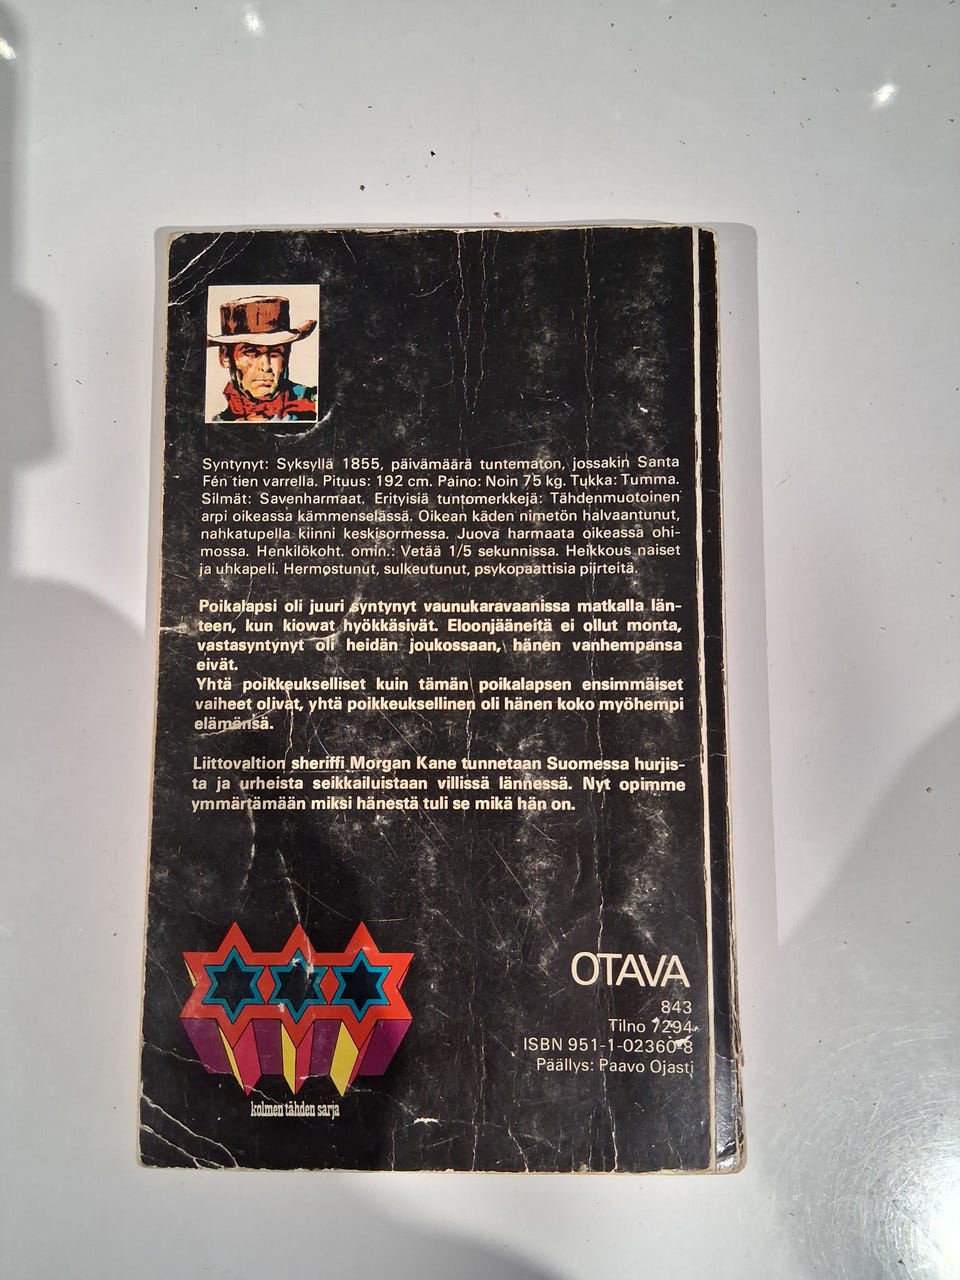 Syntynyt: Syksyllä 1855, päivämäärä tuntematon, jossakin Santa
Fén tien varrella. Pituus: 192 cm. Paino: Noin 75 kg. Tukka: Tumma.
Silmät: Savenharmaat. Erityisiä tuntomerkkejä: Tähdenmuotoinen
arpi oikeassa kämmenselässä. Oikean käden nimetön halvaantunut,
nahkatupella kiinni keskisormessa. Juova harmaata oikeassa ohi-
mossa. Henkilökoht. omin.: Vetää 1/5 sekunnissa. Heikkous naiset
ja uhkapeli. Hermostunut, sulkeutunut, psykopaattisia piirteitä.
Poikalapsi oli juuri syntynyt vaunukaravaanissa matkalla län-
teen, kun kiowat hyökkäsivät. Eloonjääneitä ei ollut monta,
vastasyntynyt oli heidän joukossaan, hänen vanhempansa
eivät.
Yhtä poikkeukselliset kuin tämän poikalapsen ensimmäiset
vaiheet olivat, yhtä poikkeuksellinen oli hänen koko myöhempi
elämänsä.
Liittovaltion sheriffi Morgan Kane tunnetaan Suomessa hurjis-
ta ja urheista seikkailuistaan villissä lännessä. Nyt opimme
ymmärtämään miksi hänestä tuli se mikä hän on.
OTAVA
843
Tilno 7294
ISBN 951-1-02360-8
Päällys: Paavo Ojasti
kolmen tähden sarja